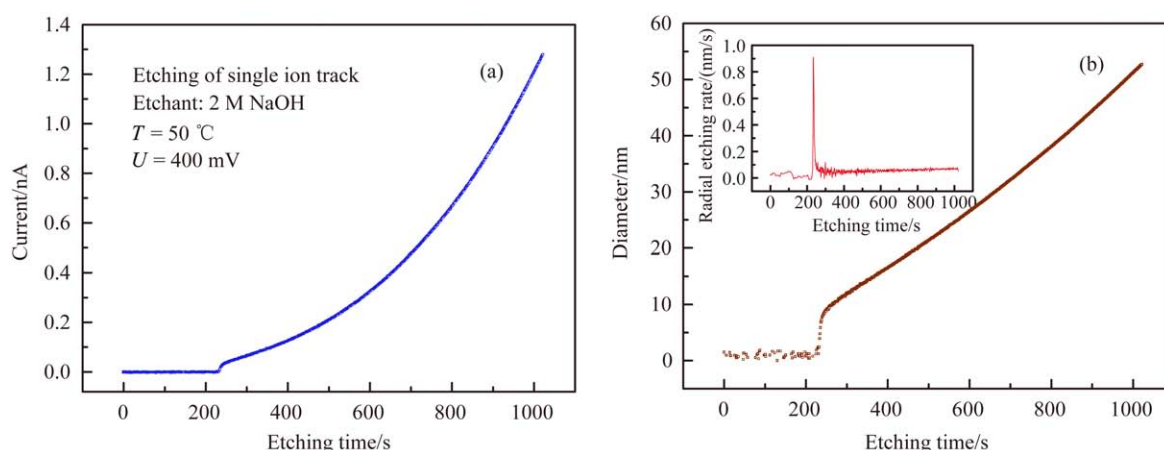 1.4
1.2
1.0
0.8
0.6
0.4
0.2
0.0
Current/nA
(a)
Etching of single ion track
Etchant: 2 M NaOH
T = 50 ℃
U = 400 mV
0 200 400 600 800 1000
Etching time/s
60
50
40
30
20
10
0
Diameter/nm
(b)
1.0
0.8
0.6
0.4
0.2
0.0
Radial etching rate/(nm/s)
0 200 400 600 800 1000
Etching time/s
0 200 400 600 800 1000
Etching time/s